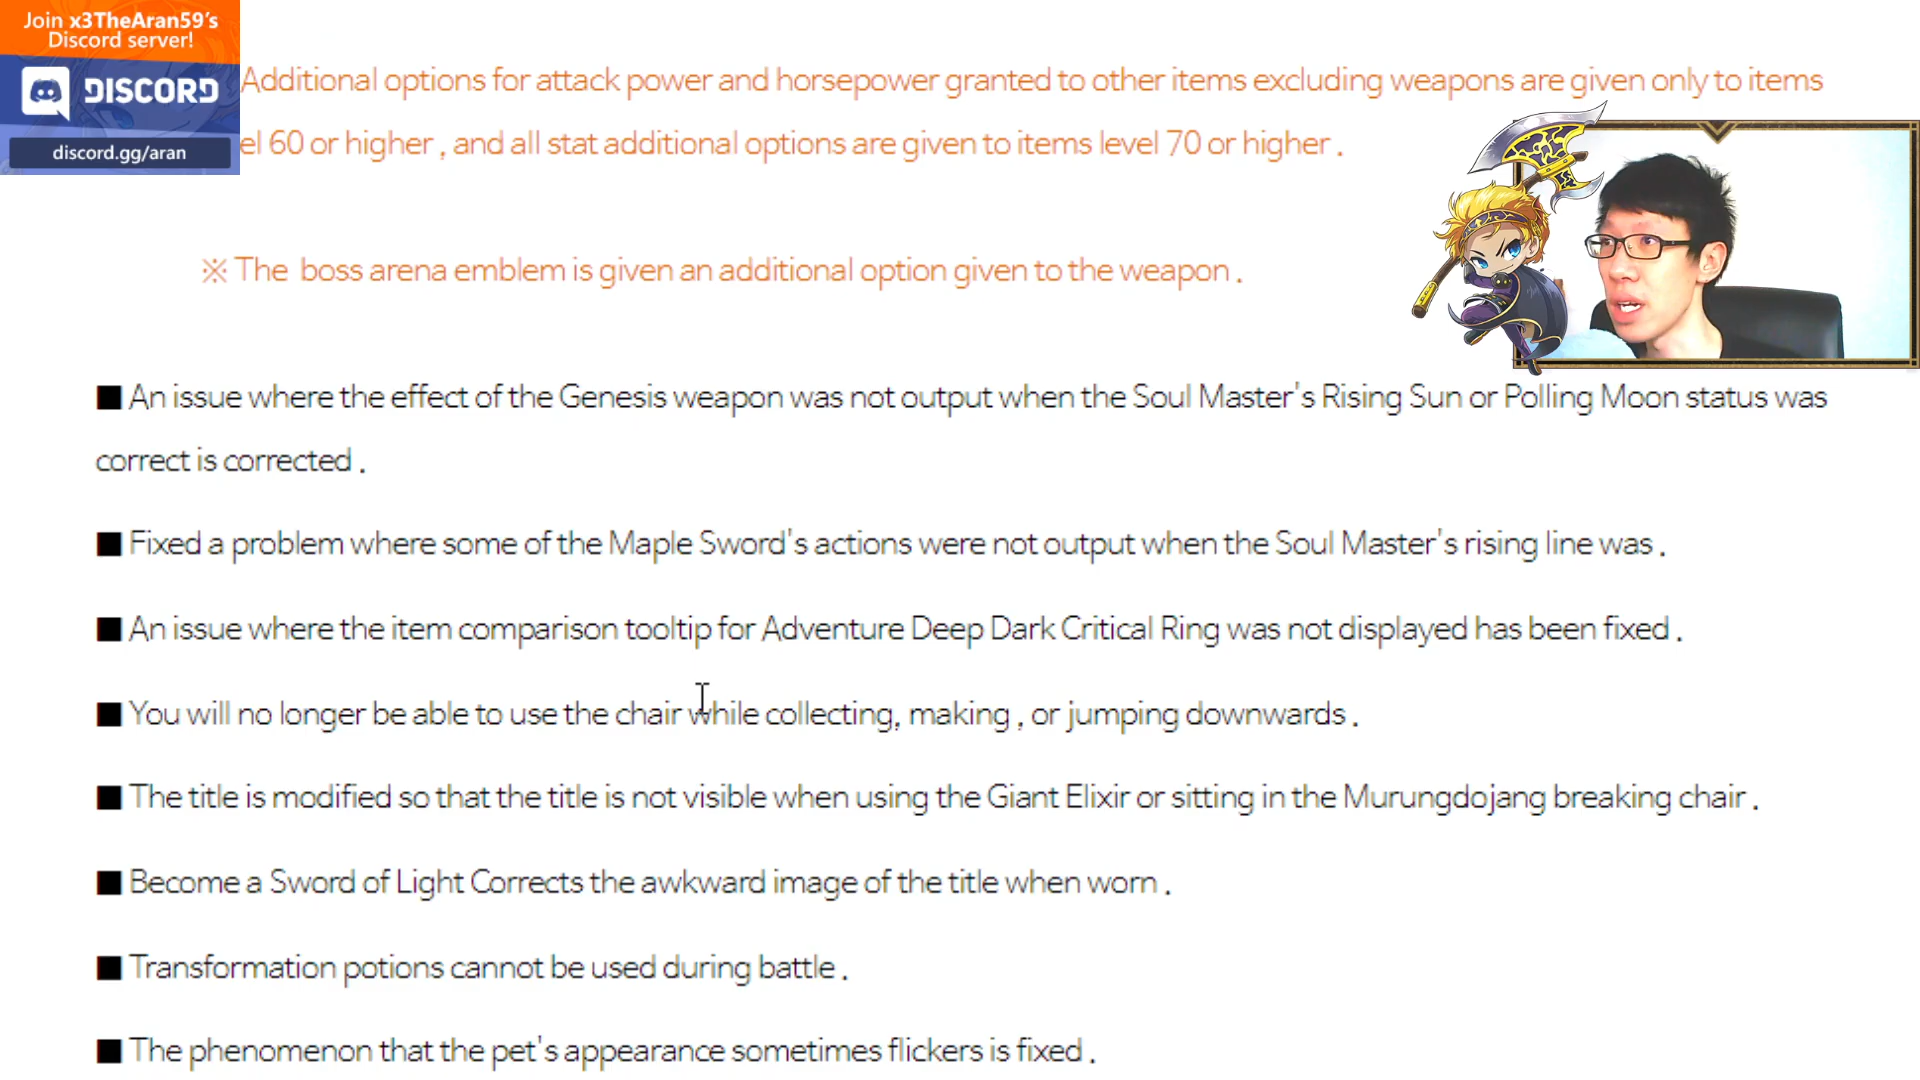 Join x3TheAran59's
Discord server!
DISCORD
discord.gg/aran
Additional options for attack power and horsepower granted to other items excluding weapons are given only to items
el 60 or higher , and all stat additional options are given to items level 70 or higher .
※ The boss arena emblem is given an additional option given to the weapon .
■ An issue where the effect of the Genesis weapon was not output when the Soul Master's Rising Sun or Polling Moon status was
correct is corrected .
■ Fixed a problem where some of the Maple Sword's actions were not output when the Soul Master's rising line was .
■ An issue where the item comparison tooltip for Adventure Deep Dark Critical Ring was not displayed has been fixed .
■ You will no longer be able to use the chair while collecting, making , or jumping downwards .
■ The title is modified so that the title is not visible when using the Giant Elixir or sitting in the Murungdojang breaking chair .
■ Become a Sword of Light Corrects the awkward image of the title when worn .
■ Transformation potions cannot be used during battle .
■ The phenomenon that the pet's appearance sometimes flickers is fixed .